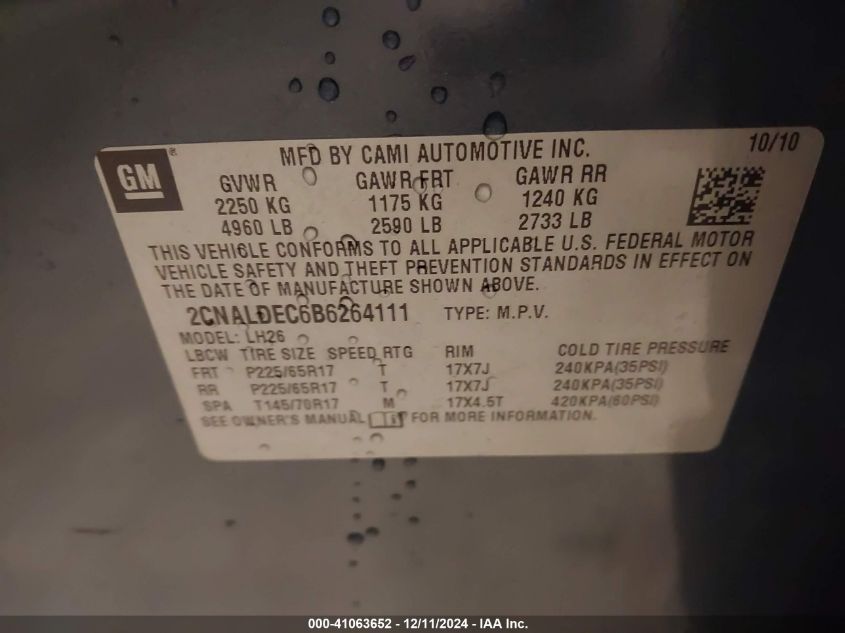 GM ®
MFD BY CAMI AUTOMOTIVE INC.
10/10
GVWR GAWR FRT GAWR RR
2250 KG 1175 KG 1240 KG
4960 LB 2590 LB 2733 LB
THIS VEHICLE CONFORMS TO ALL APPLICABLE U.S. FEDERAL MOTOR
VEHICLE SAFETY AND THEFT PREVENTION STANDARDS IN EFFECT ON
THE DATE OF MANUFACTURE SHOWN ABOVE.
2CNALDEC6B6264111 TYPE: M.P.V.
MODEL: LH26
LBCW TIRE SIZE SPEED RTG RIM COLD TIRE PRESSURE
FRT P225/65R17 T 17X7J 240KPA(35PSI)
RR P225/65R17 T 17X7J 240KPA(35PSI)
SPA T145/70R17 M 17X4.5T 420KPA(60PSI)
SEE OWNER'S MANUAL FOR MORE INFORMATION.
000-41063652 - 12/11/2024 - IAA Inc.